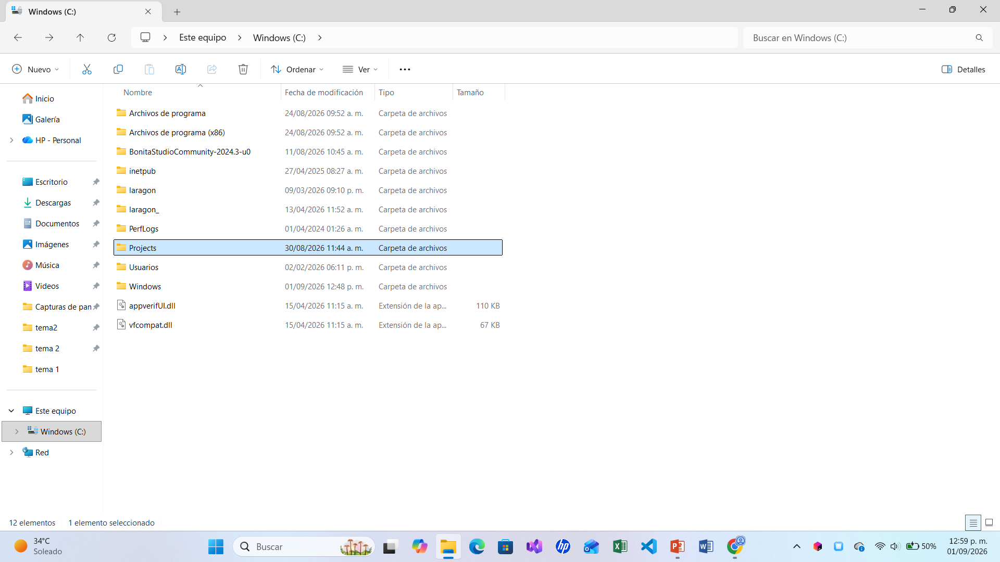 Windows (C:)
Este equipo
Windows (C:)
Buscar en Windows (C:)
Nuevo
Ordenar
Ver
Detalles
Nombre
Fecha de modificación
Tipo
Tamaño
Inicio
Galería
HP - Personal
Escritorio
Descargas
Documentos
Imágenes
Música
Videos
Capturas de pan
tema2
tema 2
tema 1
Este equipo
Windows (C:)
Red
Archivos de programa 24/08/2026 09:52 a. m. Carpeta de archivos
Archivos de programa (x86) 24/08/2026 09:52 a. m. Carpeta de archivos
BonitaStudioCommunity-2024.3-u0 11/08/2026 10:45 a. m. Carpeta de archivos
inetpub 27/04/2025 08:27 a. m. Carpeta de archivos
laragon 09/03/2026 09:10 p. m. Carpeta de archivos
laragon_ 13/04/2026 11:52 a. m. Carpeta de archivos
PerfLogs 01/04/2024 01:26 a. m. Carpeta de archivos
Projects 30/08/2026 11:44 a. m. Carpeta de archivos
Usuarios 02/02/2026 06:11 p. m. Carpeta de archivos
Windows 01/09/2026 12:48 p. m. Carpeta de archivos
appverifUI.dll 15/04/2026 11:15 a. m. Extensión de la ap... 110 KB
vfcompat.dll 15/04/2026 11:15 a. m. Extensión de la ap... 67 KB
12 elementos
1 elemento seleccionado
34°C
Soleado
Buscar
50%
12:59 p. m.
01/09/2026